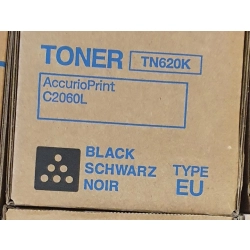 TONER TN620K
AccurioPrint
C2060L
BLACK
SCHWARZ TYPE
NOIR EU